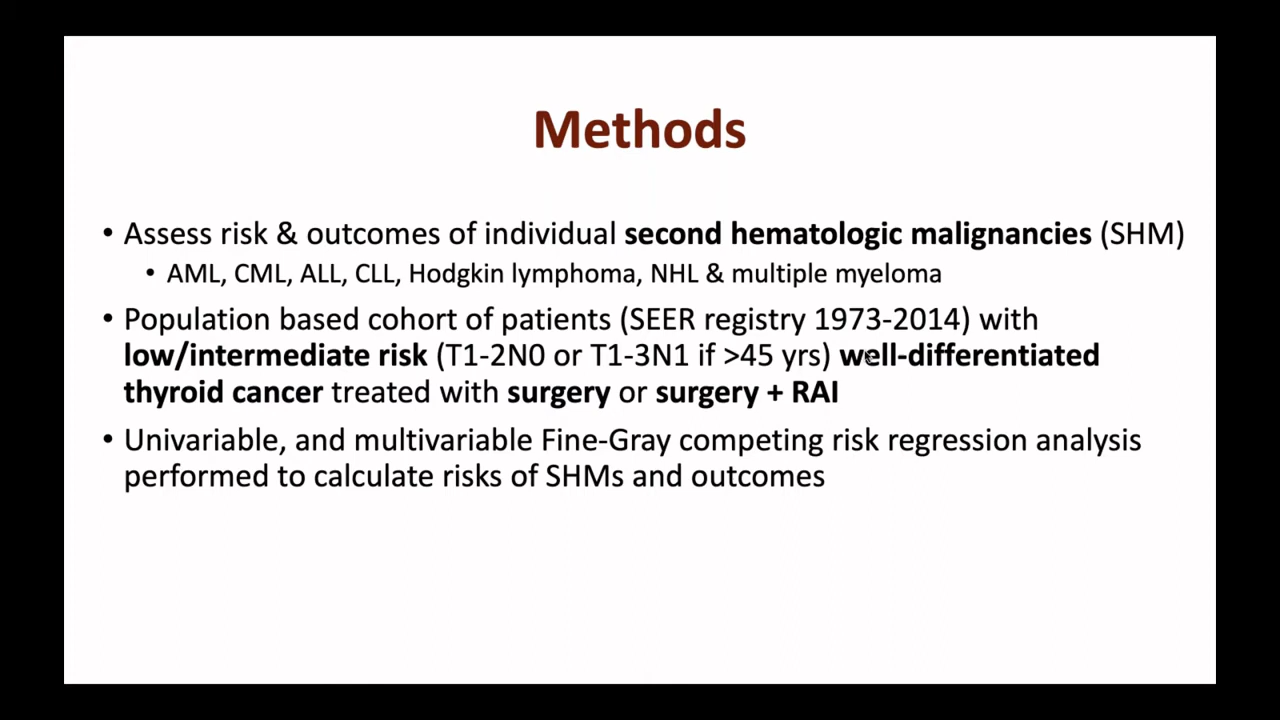 Methods
• Assess risk & outcomes of individual second hematologic malignancies (SHM)
• AML, CML, ALL, CLL, Hodgkin lymphoma, NHL & multiple myeloma
• Population based cohort of patients (SEER registry 1973-2014) with
low/intermediate risk (T1-2N0 or T1-3N1 if >45 yrs) well-differentiated
thyroid cancer treated with surgery or surgery + RAI
• Univariable, and multivariable Fine-Gray competing risk regression analysis
performed to calculate risks of SHMs and outcomes